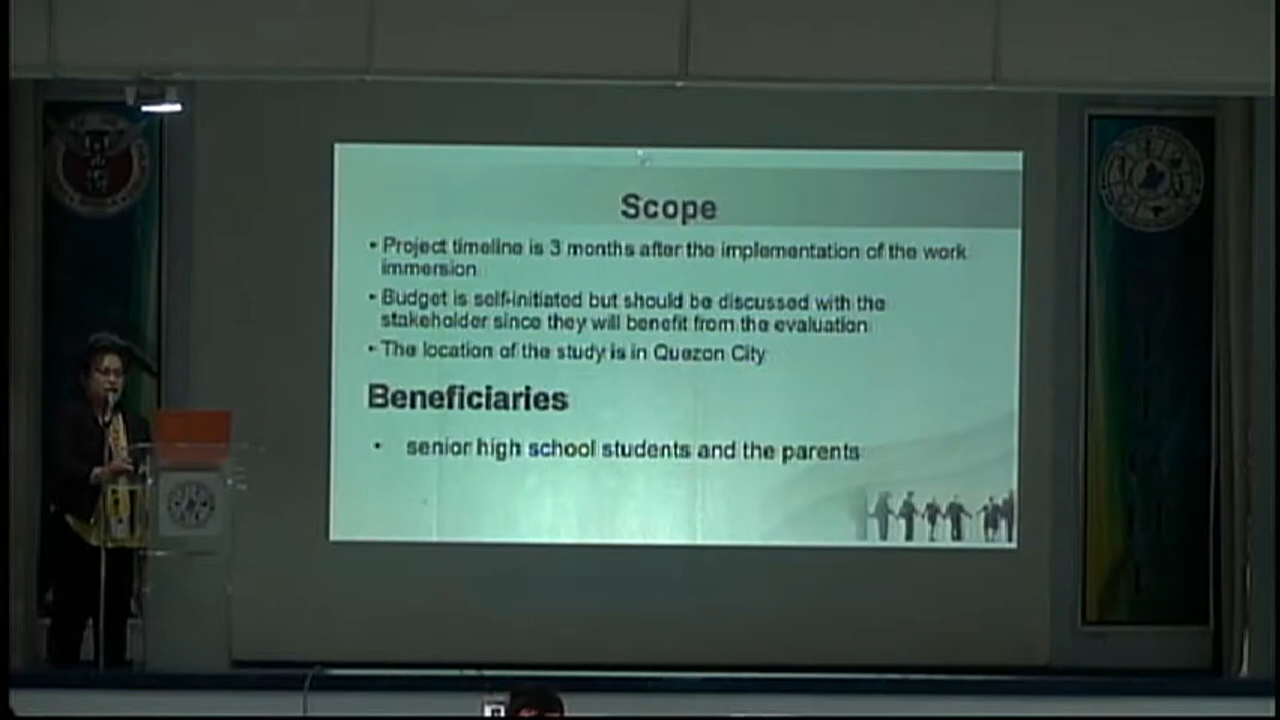 Scope
• Project timeline is 3 months after the implementation of the work
immersion
• Budget is self-initiated but should be discussed with the
stakeholder since they will benefit from the evaluation
• The location of the study is in Quezon City
Beneficiaries
• senior high school students and the parents